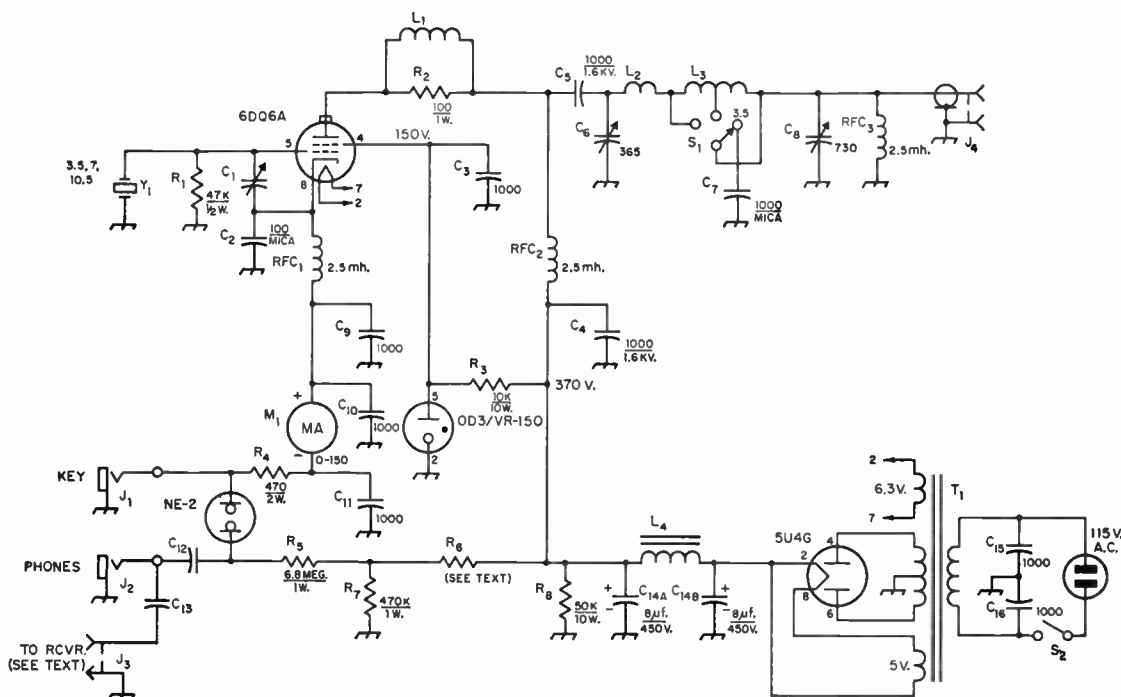 L1
R2
100
1W.
6DQ6A
5
4
8
7
2
150V.
C3
1000
3.5, 7,
10.5
Y1
R1
47K
1/2W.
C1
C2
100
MICA
RFC1
2.5mh.
C5
1000
1.6KV.
L2
L3
C6
365
S1
3.5
C7
1000
MICA
C8
730
RFC3
2.5mh.
J4
RFC2
2.5mh.
C9
1000
C4
1000
1.6KV.
R3
10K
10W.
370V.
+
M1
MA
-
0-150
C10
1000
5
OD3/VR-150
2
KEY
J1
R4
470
2W.
NE-2
C11
1000
PHONES
J2
C12
C13
R5
6.8MEG.
1W.
R6
(SEE TEXT)
R7
470K
1W.
TO RCVR.
(SEE TEXT)
J3
R8
50K
10W.
L4
+
-
C14A
8μf.
450V.
C14B
+
-
8μf.
450V.
5U4G
2
4
8
6
2
6.3V.
7
T1
5V.
C15
1000
C16
1000
115V.
A.C.
S2